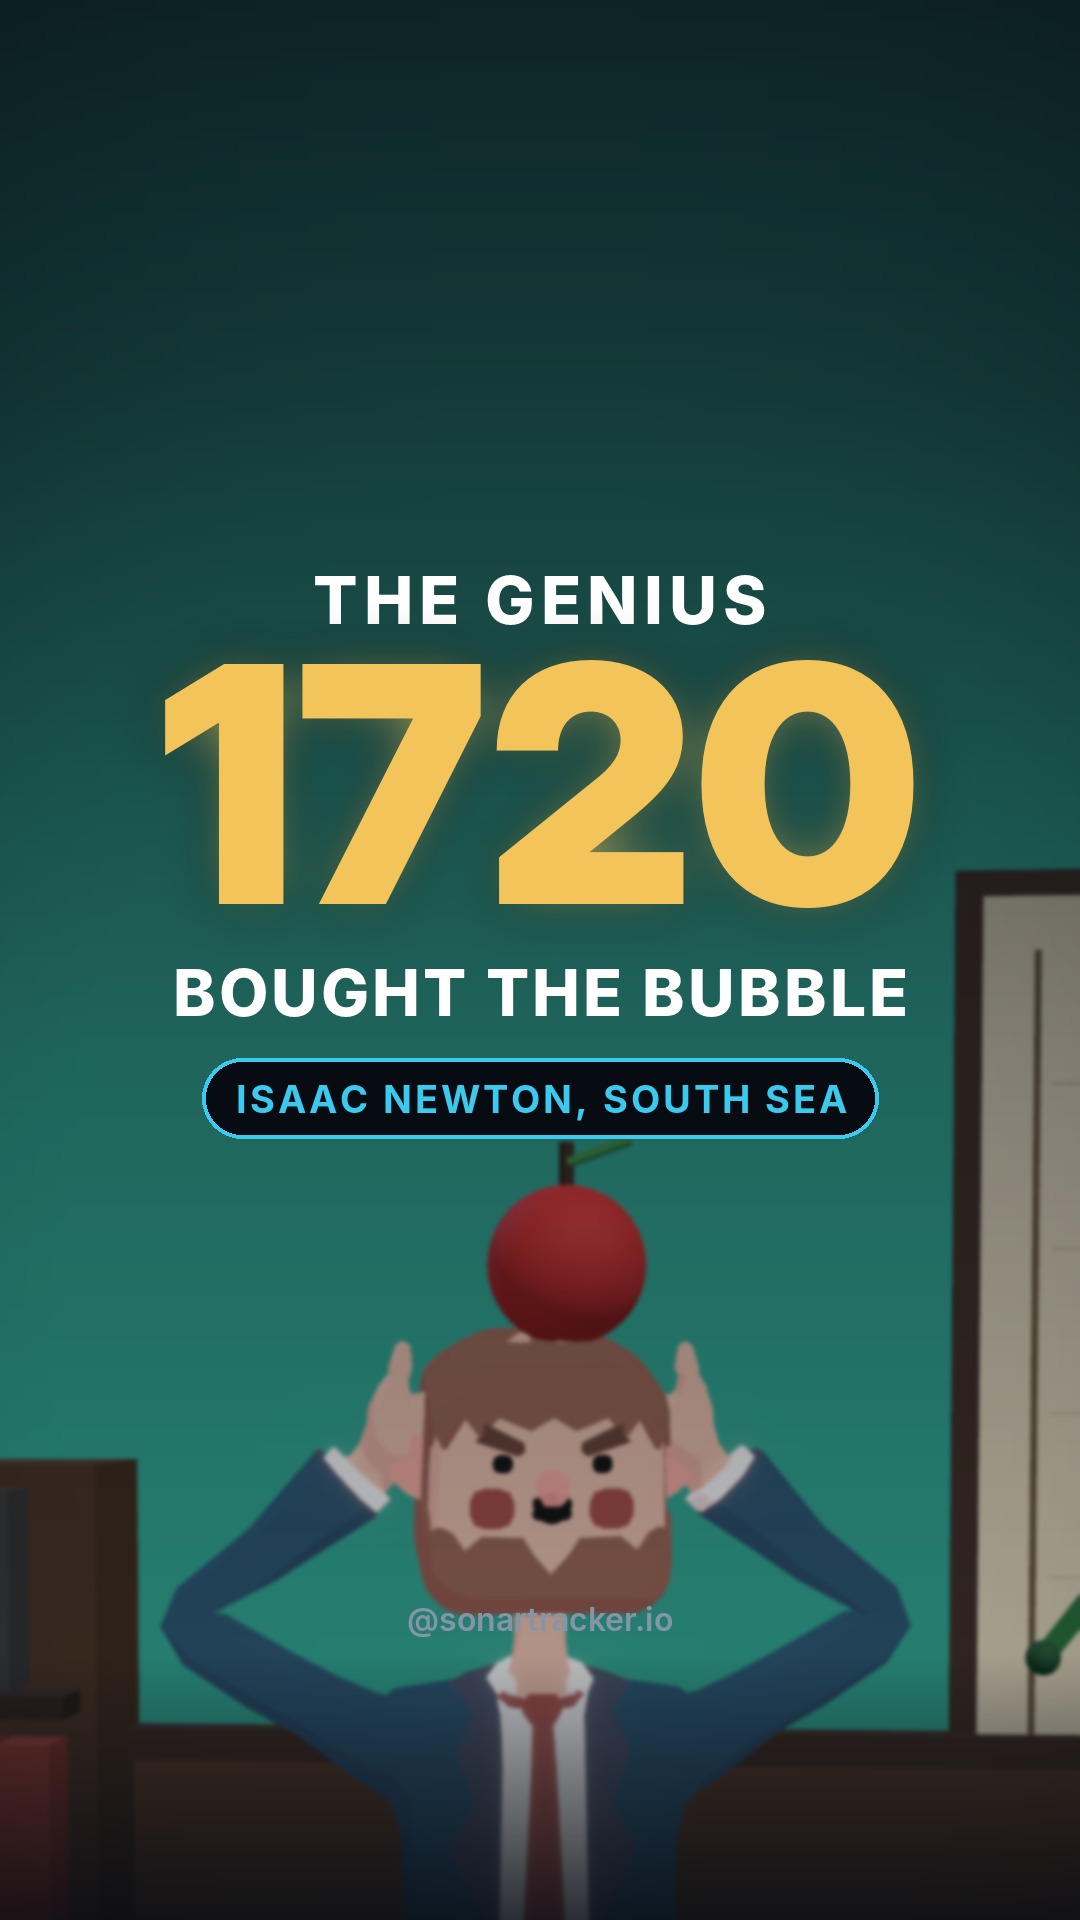 THE GENIUS
1720
BOUGHT THE BUBBLE
ISAAC NEWTON, SOUTH SEA
@sonartracker.io